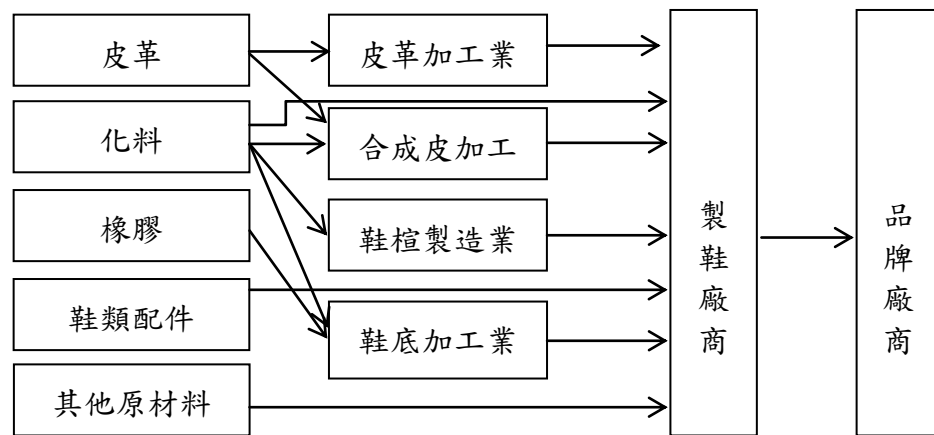 皮革
皮革加工業
化料
合成皮加工
橡膠
鞋楦製造業
鞋類配件
鞋底加工業
其他原材料
製鞋廠商
品牌廠商